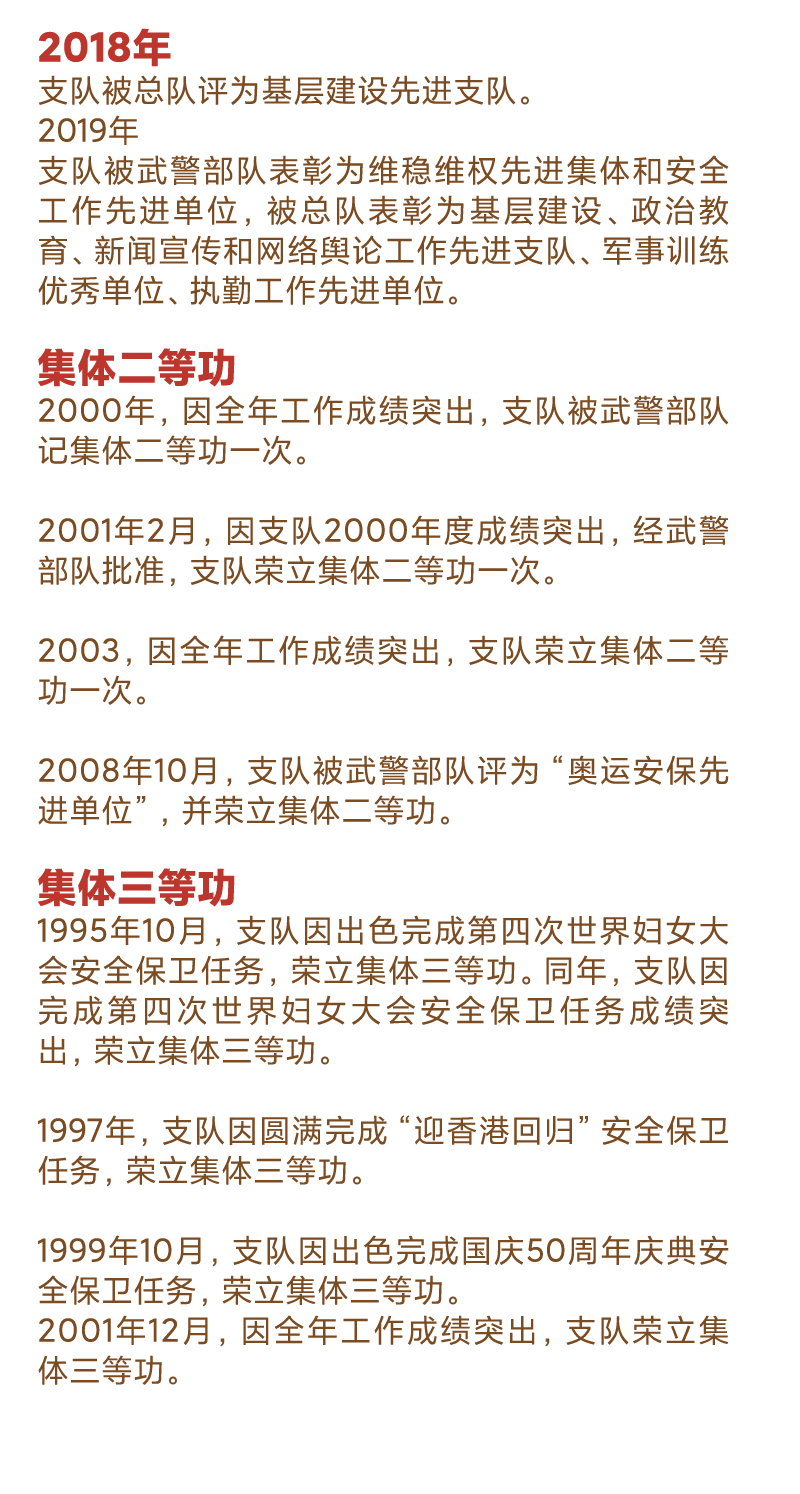 2018年
支队被总队评为基层建设先进支队。
2019年
支队被武警部队表彰为维稳维权先进集体和安全
工作先进单位，被总队表彰为基层建设、政治教
育、新闻宣传和网络舆论工作先进支队、军事训练
优秀单位、执勤工作先进单位。
集体二等功
2000年，因全年工作成绩突出，支队被武警部队
记集体二等功一次。
2001年2月，因支队2000年度成绩突出，经武警
部队批准，支队荣立集体二等功一次。
2003，因全年工作成绩突出，支队荣立集体二等
功一次。
2008年10月，支队被武警部队评为“奥运安保先
进单位”，并荣立集体二等功。
集体三等功
1995年10月，支队因出色完成第四次世界妇女大
会安全保卫任务，荣立集体三等功。同年，支队因
完成第四次世界妇女大会安全保卫任务成绩突
出，荣立集体三等功。
1997年，支队因圆满完成“迎香港回归”安全保卫
任务，荣立集体三等功。
1999年10月，支队因出色完成国庆50周年庆典安
全保卫任务，荣立集体三等功。
2001年12月，因全年工作成绩突出，支队荣立集
体三等功。